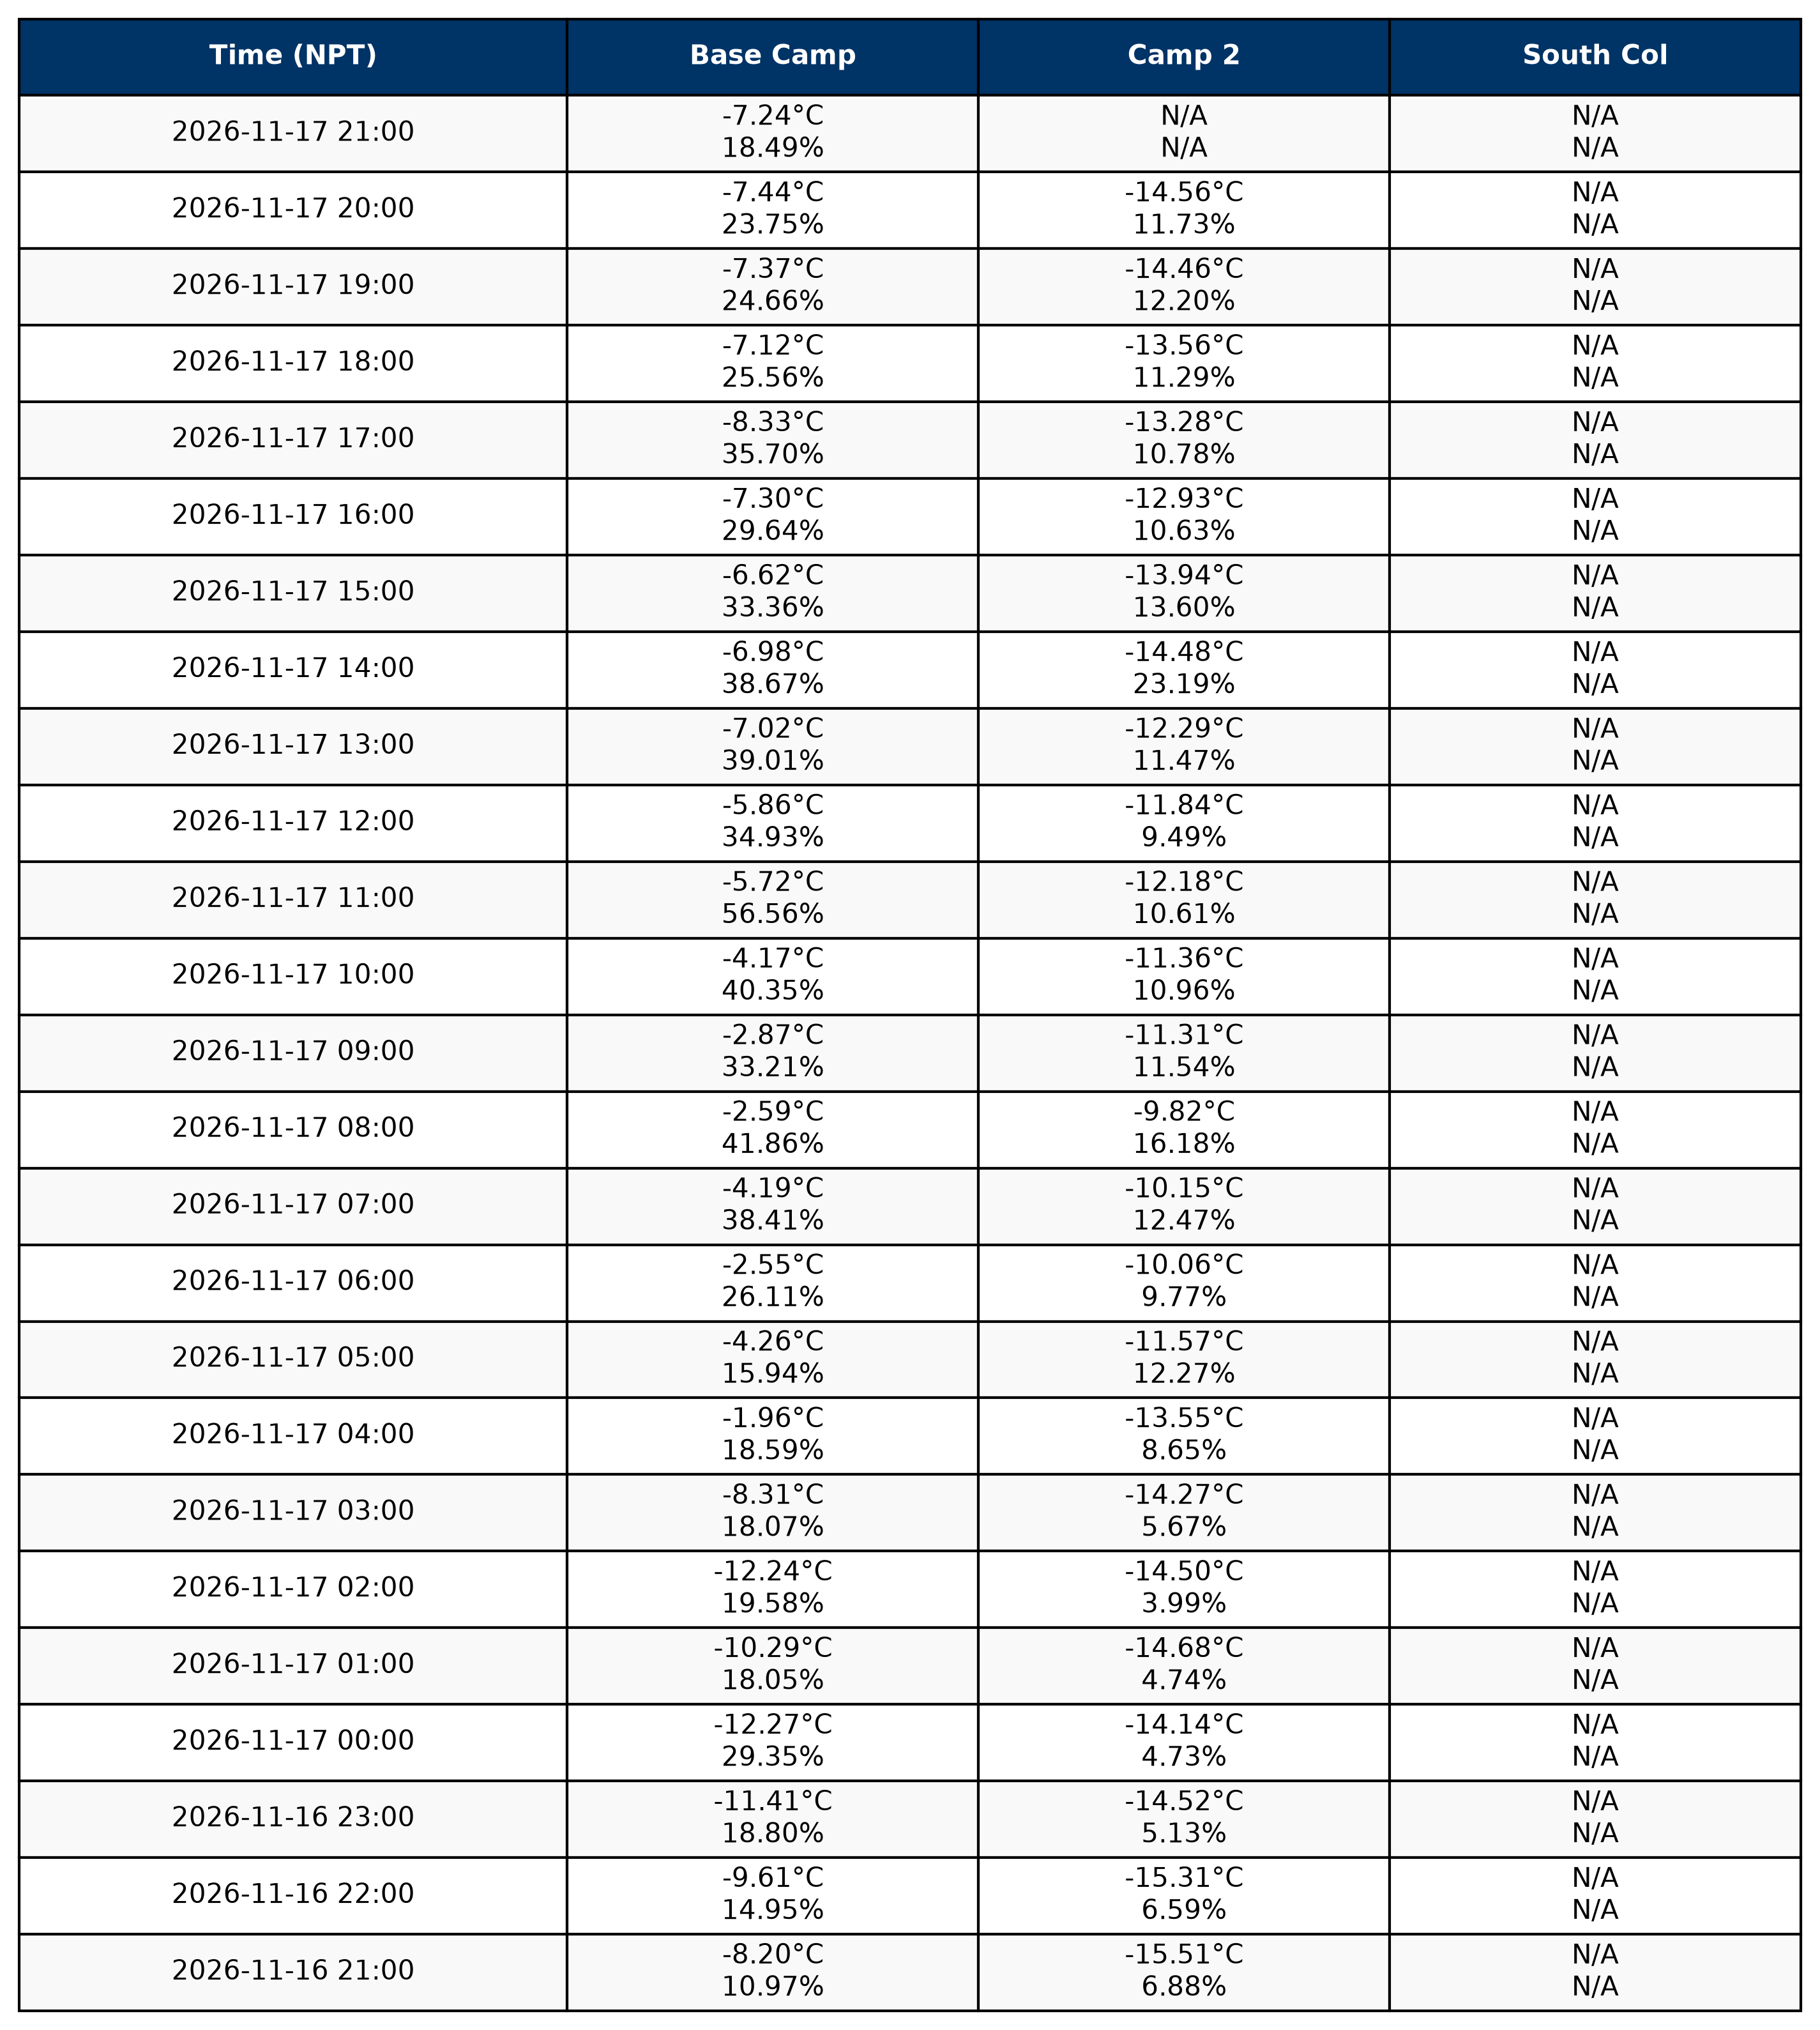 Time (NPT) Base Camp Camp 2 South Col
2026-11-17 21:00 -7.24°C N/A N/A
18.49% N/A N/A
2026-11-17 20:00 -7.44°C -14.56°C N/A
23.75% 11.73% N/A
2026-11-17 19:00 -7.37°C -14.46°C N/A
24.66% 12.20% N/A
2026-11-17 18:00 -7.12°C -13.56°C N/A
25.56% 11.29% N/A
2026-11-17 17:00 -8.33°C -13.28°C N/A
35.70% 10.78% N/A
2026-11-17 16:00 -7.30°C -12.93°C N/A
29.64% 10.63% N/A
2026-11-17 15:00 -6.62°C -13.94°C N/A
33.36% 13.60% N/A
2026-11-17 14:00 -6.98°C -14.48°C N/A
38.67% 23.19% N/A
2026-11-17 13:00 -7.02°C -12.29°C N/A
39.01% 11.47% N/A
2026-11-17 12:00 -5.86°C -11.84°C N/A
34.93% 9.49% N/A
2026-11-17 11:00 -5.72°C -12.18°C N/A
56.56% 10.61% N/A
2026-11-17 10:00 -4.17°C -11.36°C N/A
40.35% 10.96% N/A
2026-11-17 09:00 -2.87°C -11.31°C N/A
33.21% 11.54% N/A
2026-11-17 08:00 -2.59°C -9.82°C N/A
41.86% 16.18% N/A
2026-11-17 07:00 -4.19°C -10.15°C N/A
38.41% 12.47% N/A
2026-11-17 06:00 -2.55°C -10.06°C N/A
26.11% 9.77% N/A
2026-11-17 05:00 -4.26°C -11.57°C N/A
15.94% 12.27% N/A
2026-11-17 04:00 -1.96°C -13.55°C N/A
18.59% 8.65% N/A
2026-11-17 03:00 -8.31°C -14.27°C N/A
18.07% 5.67% N/A
2026-11-17 02:00 -12.24°C -14.50°C N/A
19.58% 3.99% N/A
2026-11-17 01:00 -10.29°C -14.68°C N/A
18.05% 4.74% N/A
2026-11-17 00:00 -12.27°C -14.14°C N/A
29.35% 4.73% N/A
2026-11-16 23:00 -11.41°C -14.52°C N/A
18.80% 5.13% N/A
2026-11-16 22:00 -9.61°C -15.31°C N/A
14.95% 6.59% N/A
2026-11-16 21:00 -8.20°C -15.51°C N/A
10.97% 6.88% N/A